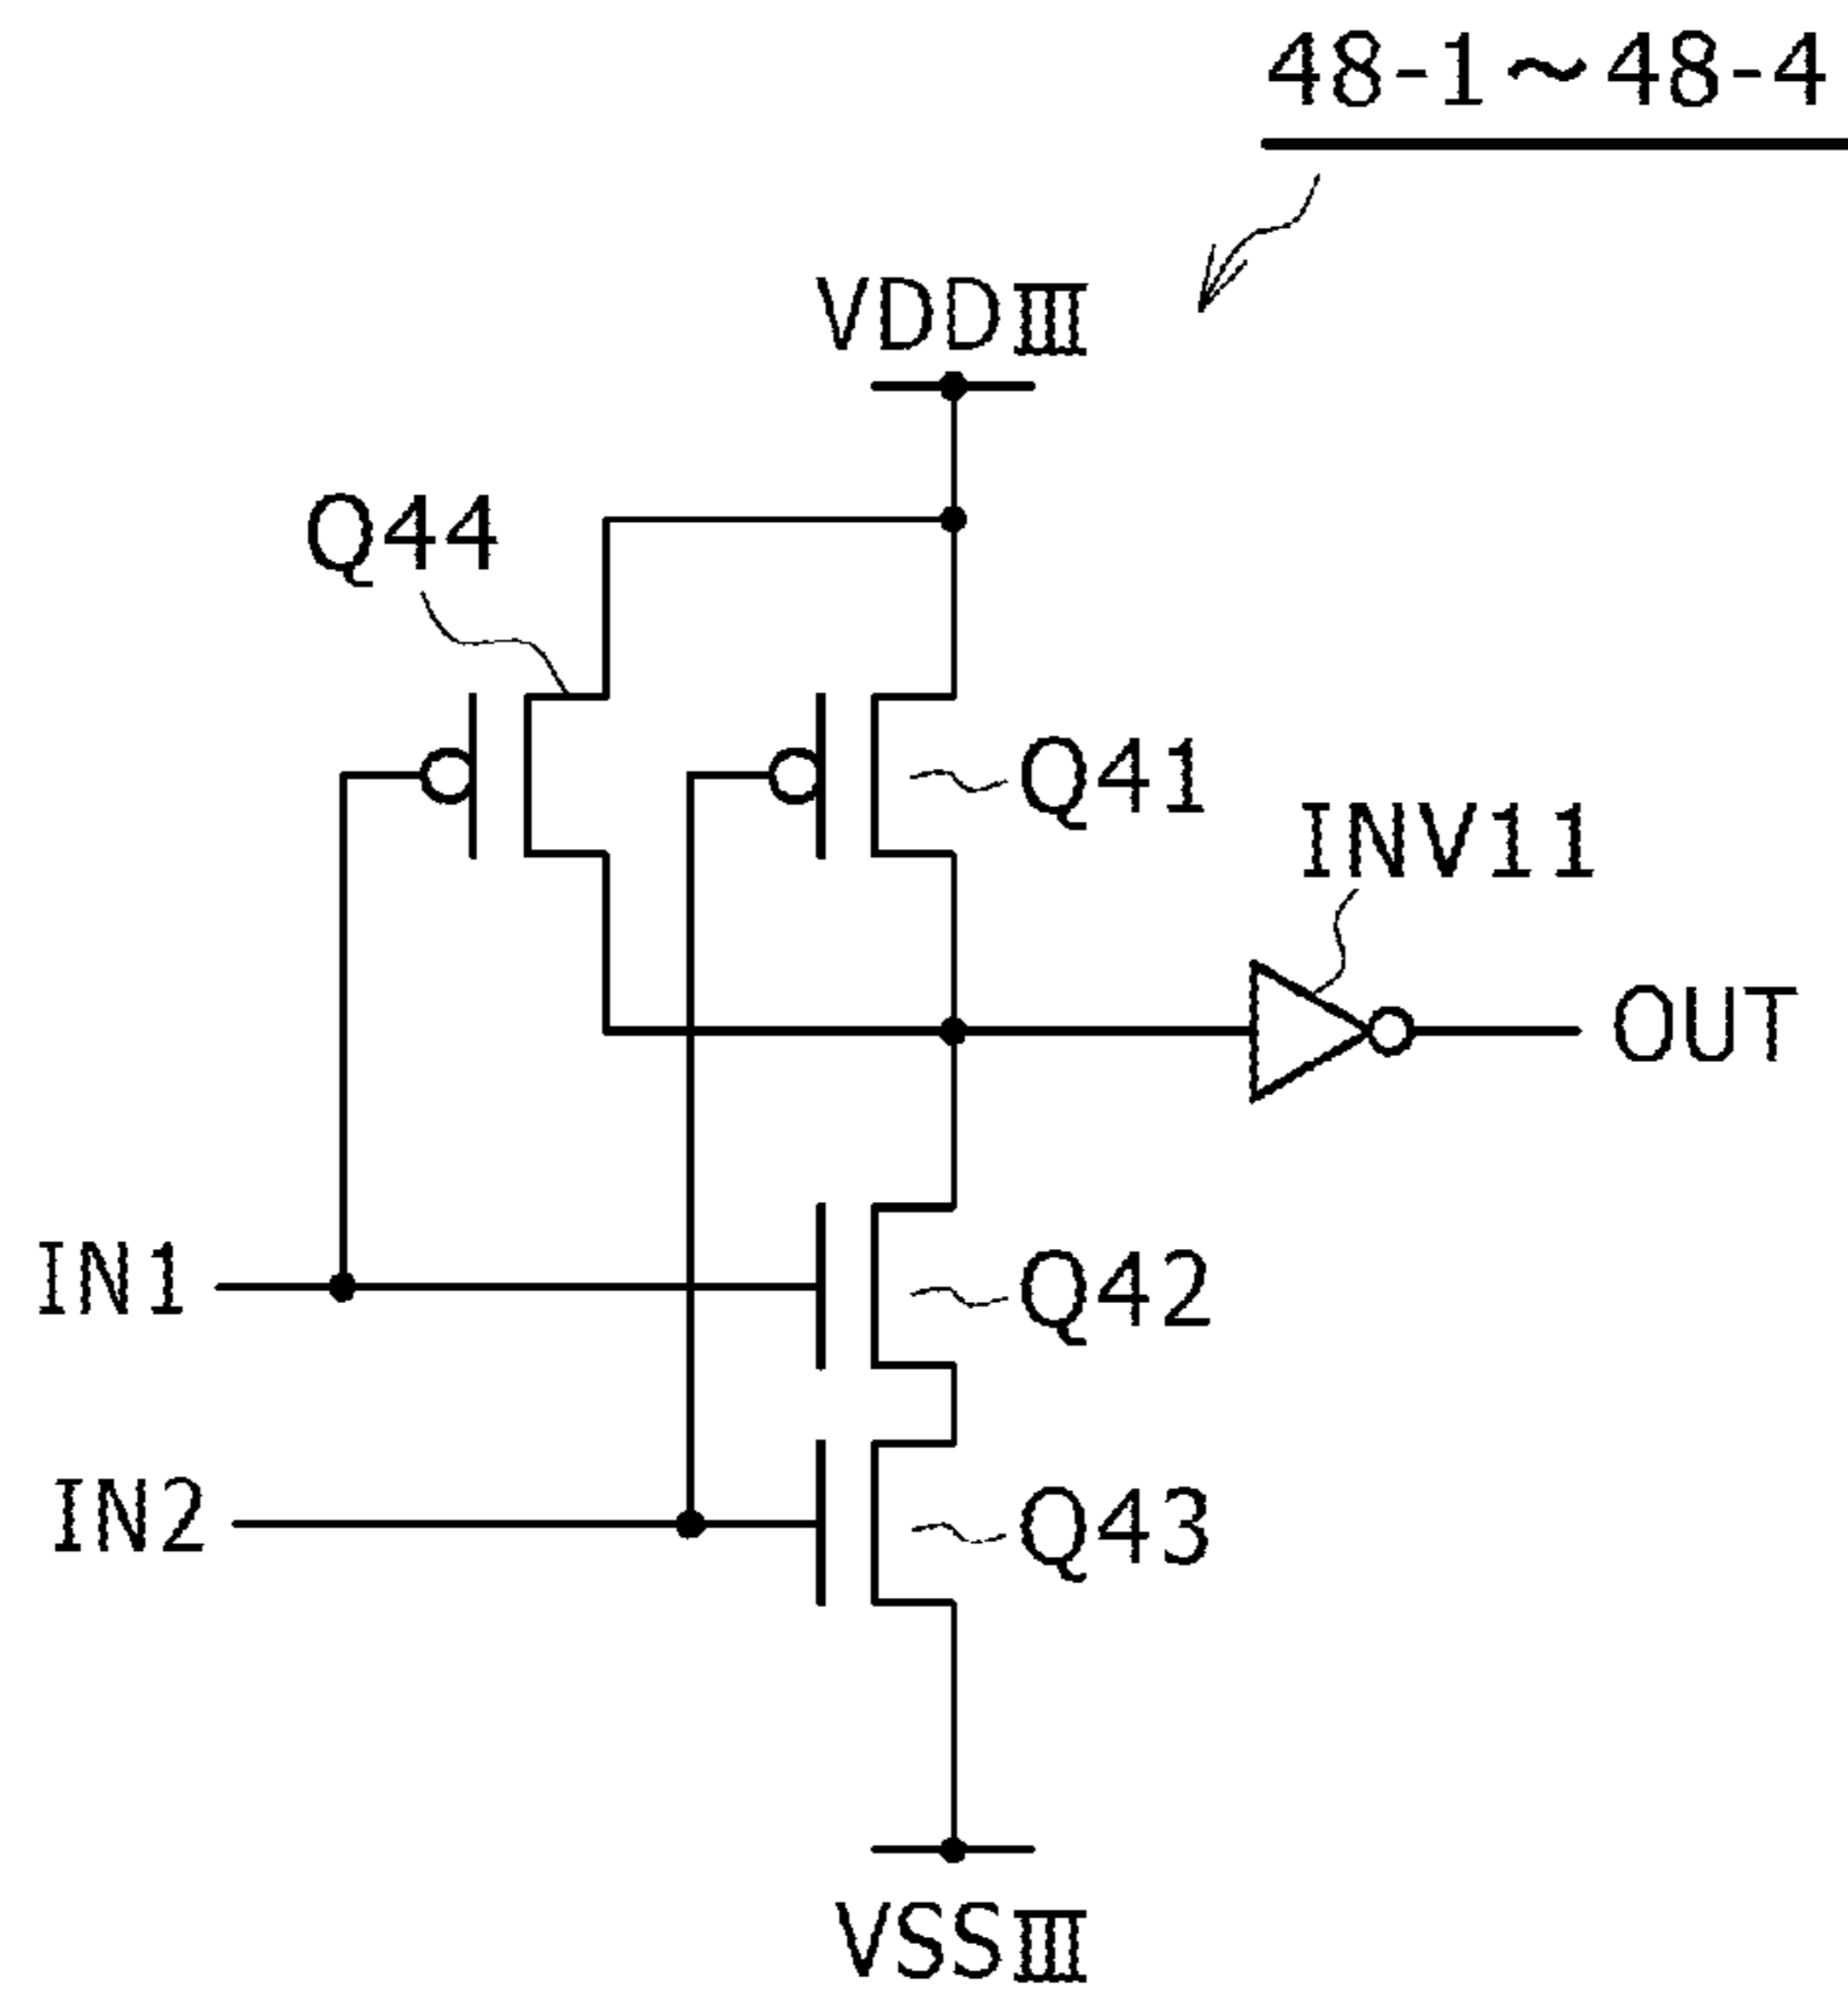 48-1~48-4
VDDⅢ
Q44
Q41
INV11
OUT
IN1
Q42
IN2
Q43
VSSⅢ